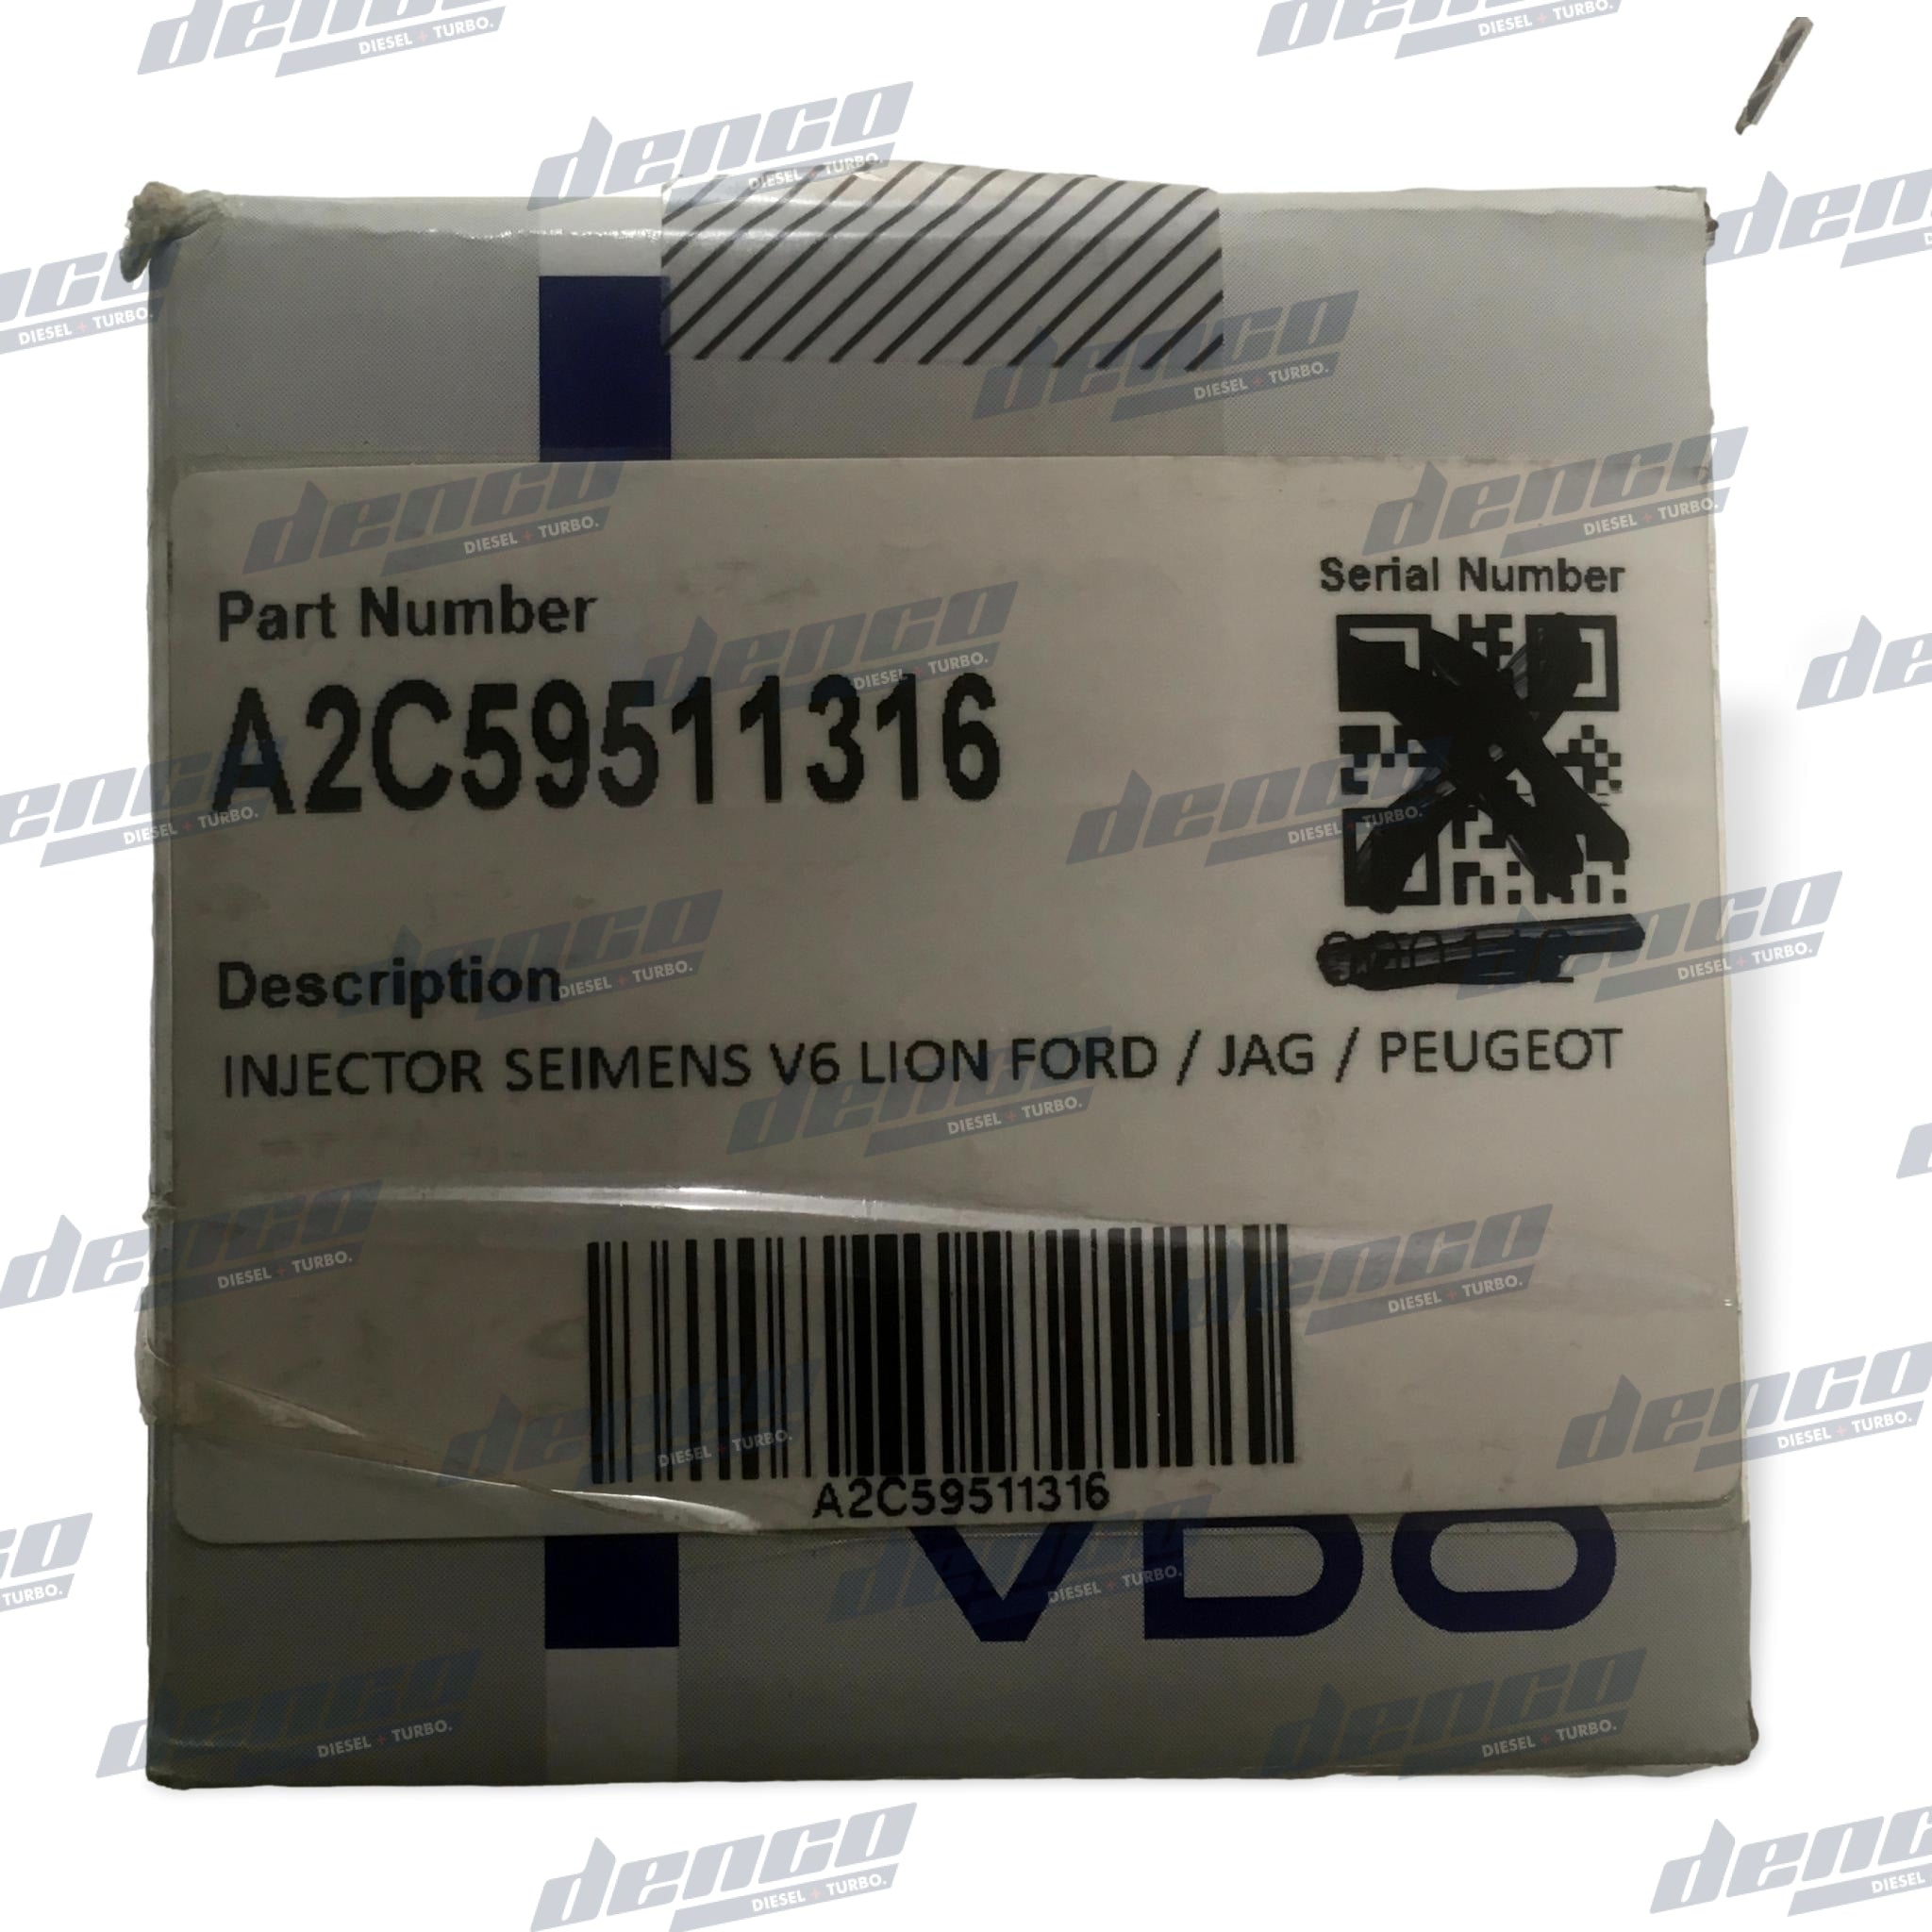 Part Number
A2C59511316
Serial Number
Description
INJECTOR SEIMENS V6 LION FORD / JAG / PEUGEOT
A2C59511316
VDO
denco
DIESEL + TURBO.